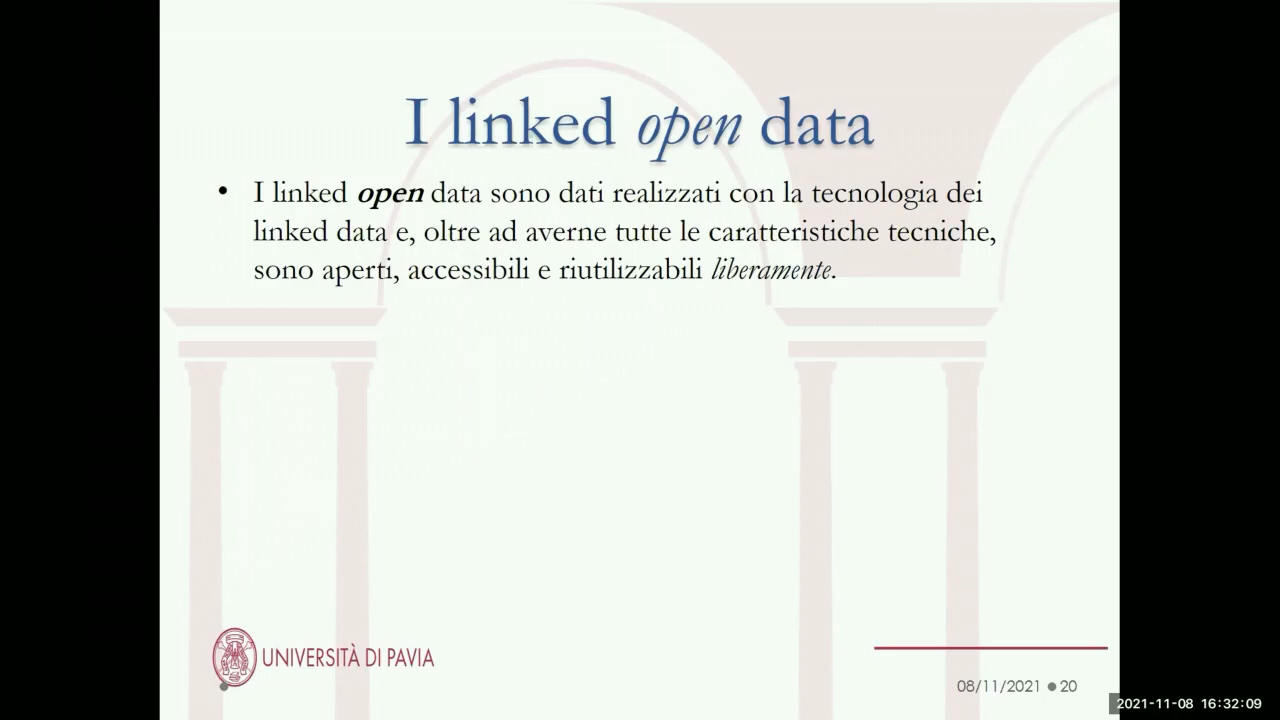 I linked open data
• I linked open data sono dati realizzati con la tecnologia dei
linked data e, oltre ad averne tutte le caratteristiche tecniche,
sono aperti, accessibili e riutilizzabili liberamente.
UNIVERSITÀ DI PAVIA
08/11/2021 ● 20
2021-11-08 16:32:09